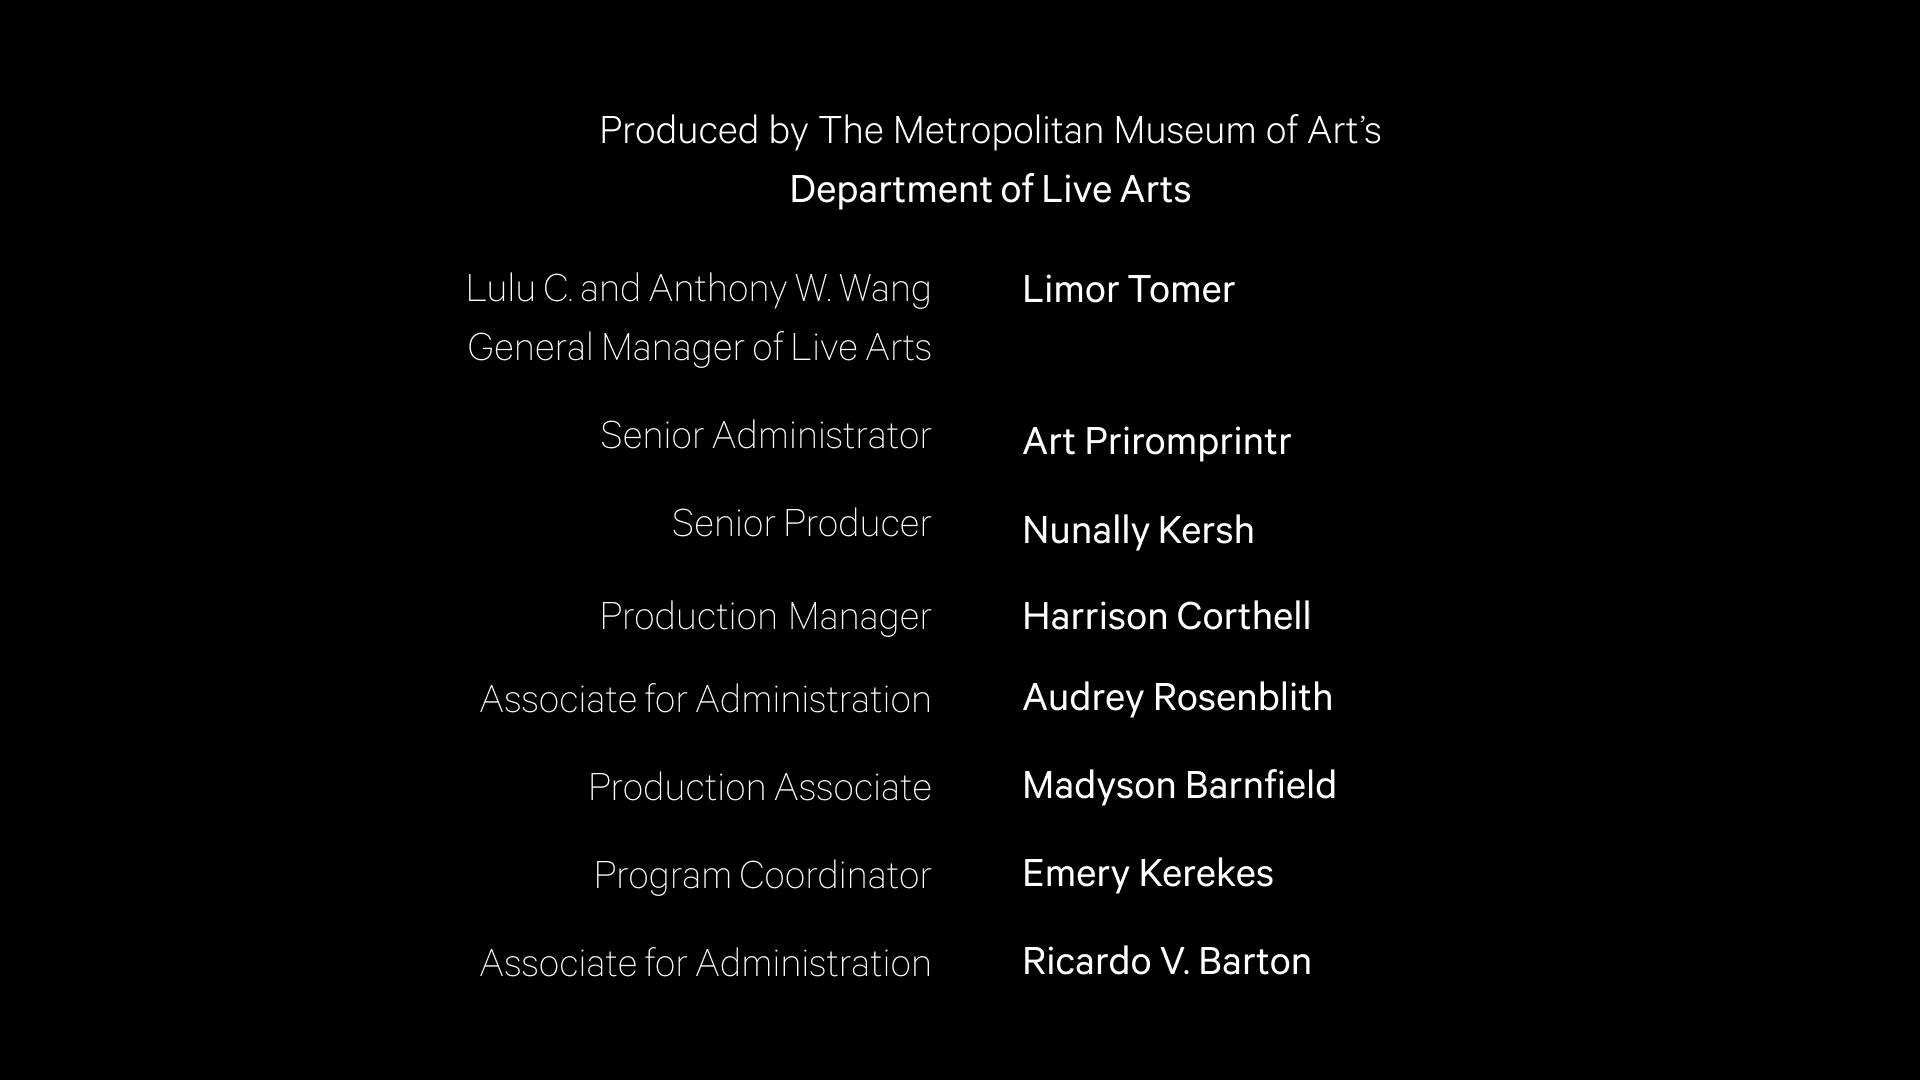 Produced by The Metropolitan Museum of Art’s
Department of Live Arts
Lulu C. and Anthony W. Wang Limor Tomer
General Manager of Live Arts
Senior Administrator Art Priromprintr
Senior Producer Nunally Kersh
Production Manager Harrison Corthell
Associate for Administration Audrey Rosenblith
Production Associate Madyson Barnfield
Program Coordinator Emery Kerekes
Associate for Administration Ricardo V. Barton